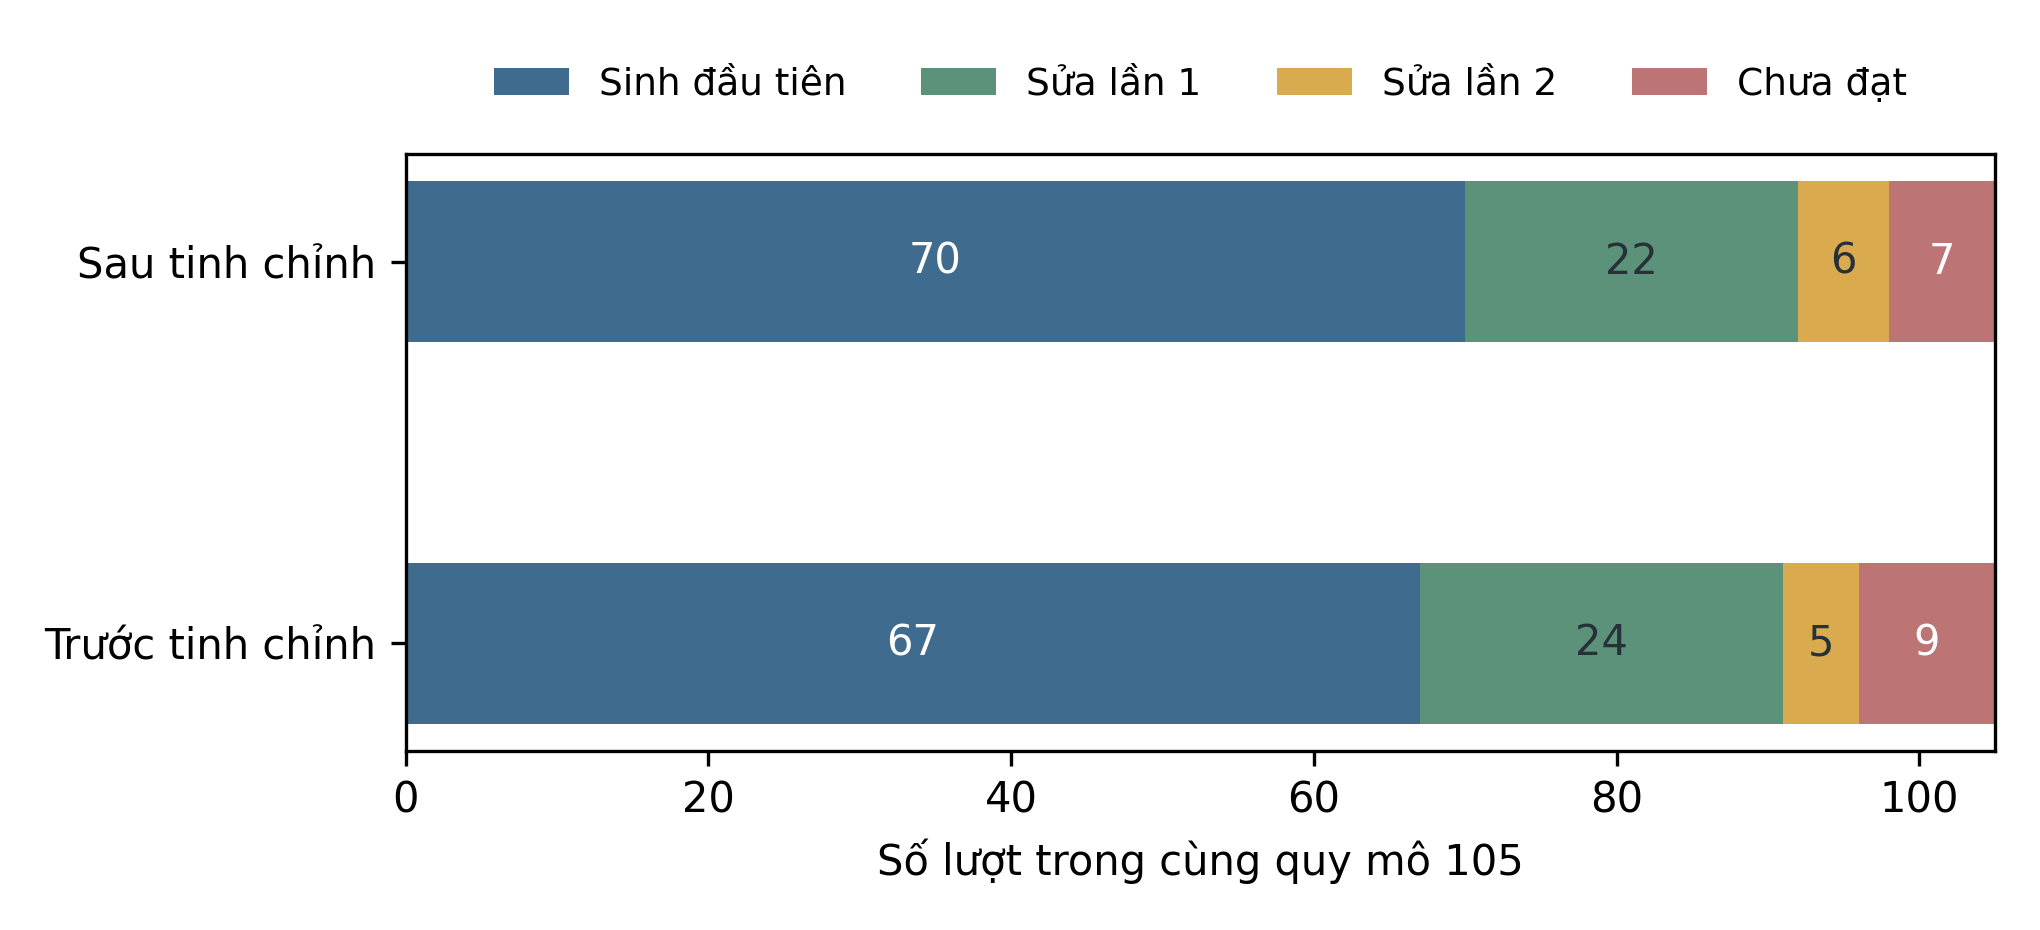 Sinh đầu tiên Sửa lần 1 Sửa lần 2 Chưa đạt
Sau tinh chỉnh 70 22 6 7
Trước tinh chỉnh 67 24 5 9
0 20 40 60 80 100
Số lượt trong cùng quy mô 105